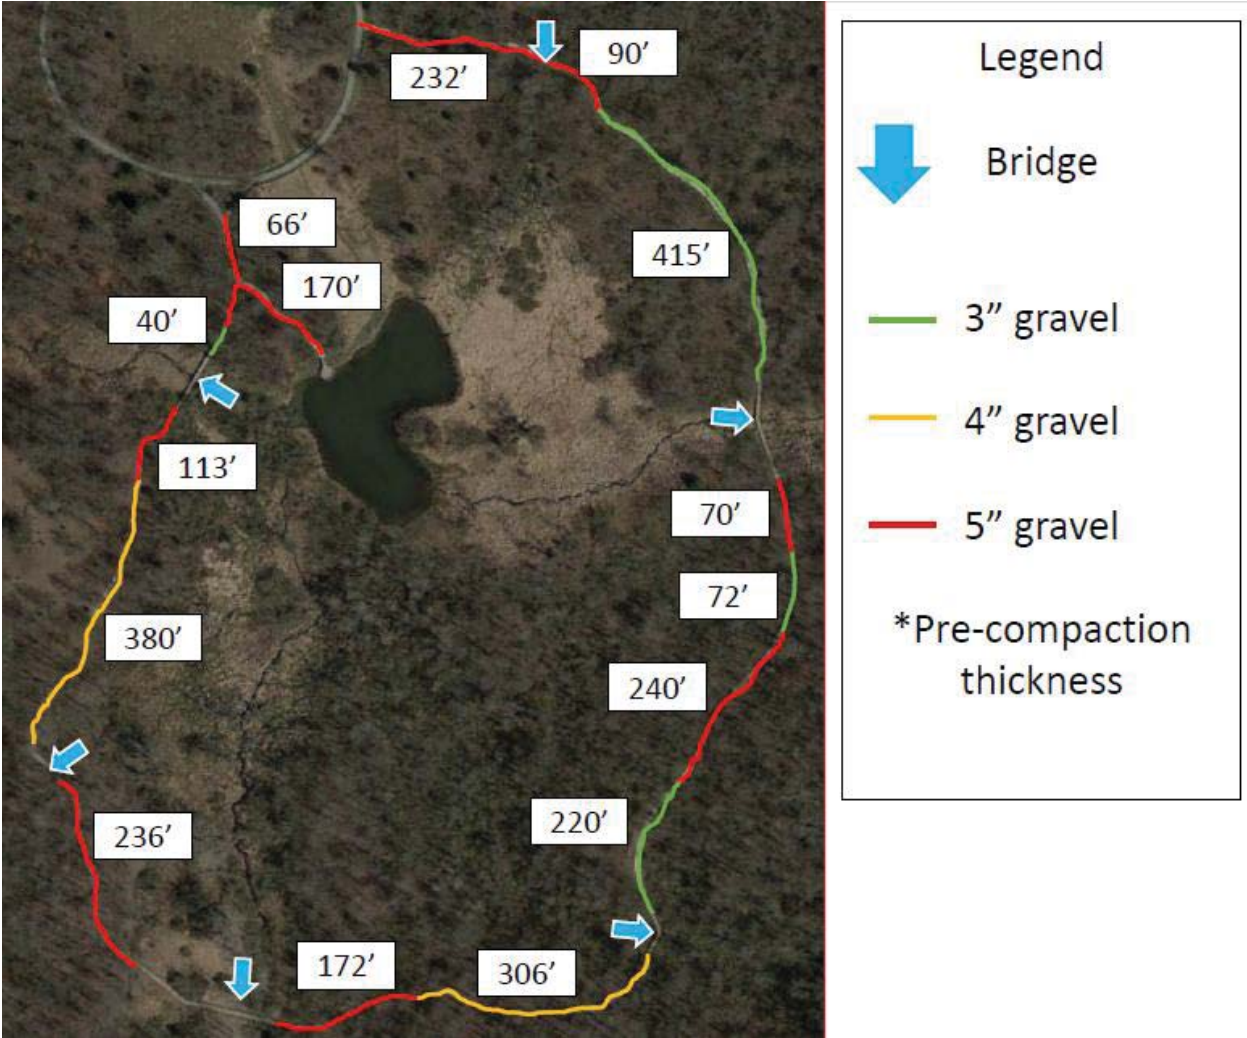 232’
90’
415’
66’
170’
40’
113’
70’
72’
380’
240’
220’
236’
172’
306’
Legend
Bridge
3” gravel
4” gravel
5” gravel
*Pre-compaction
thickness